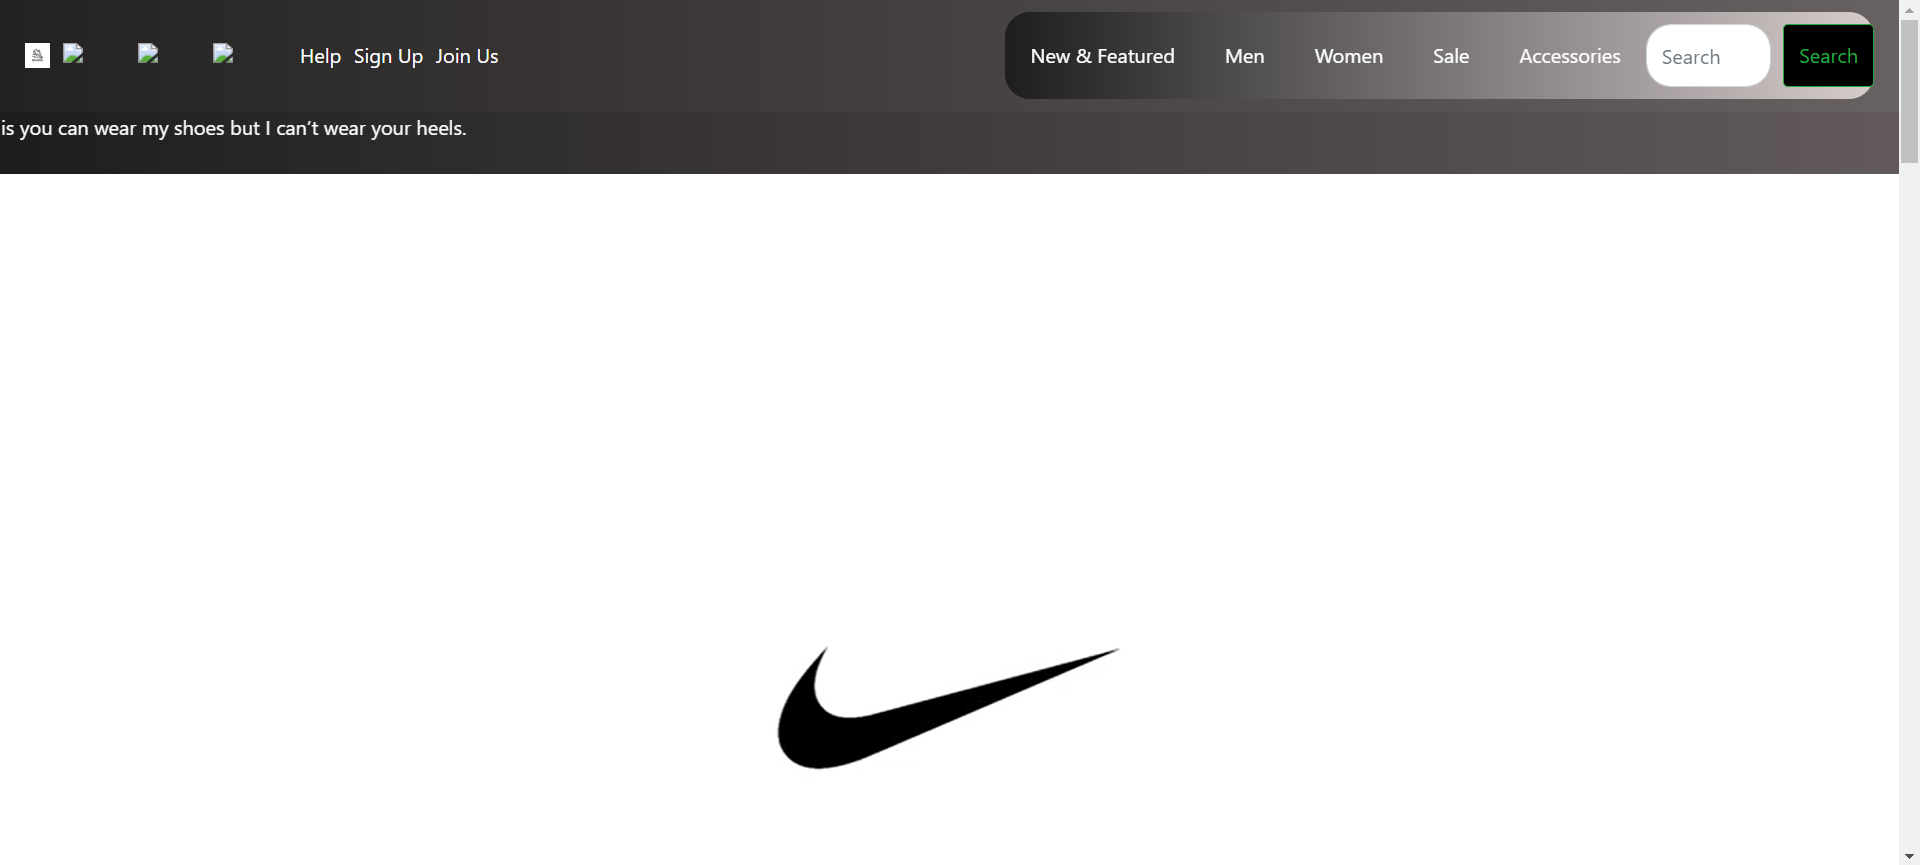 Help Sign Up Join Us
New & Featured Men Women Sale Accessories Search Search
is you can wear my shoes but I can’t wear your heels.